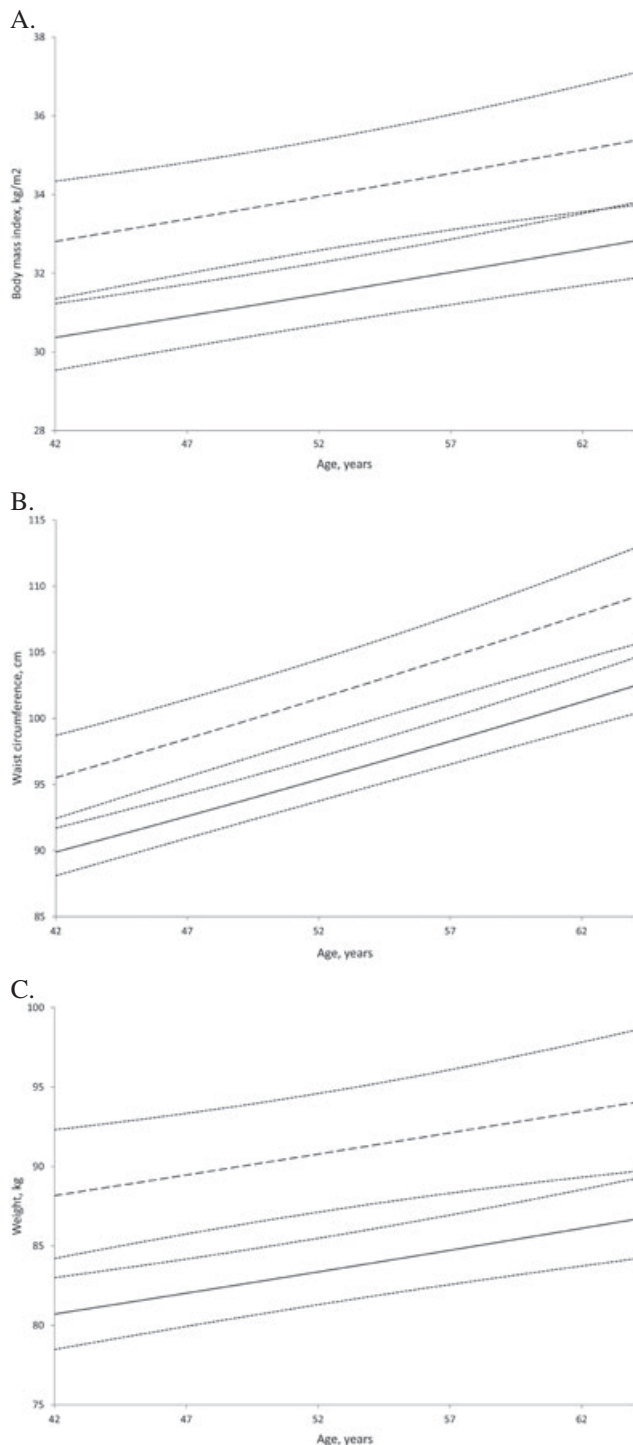 A.
38
36
34
32
30
28
Body mass index, kg/m2
42 47 52 57 62
Age, years
B.
115
110
105
100
95
90
85
Waist circumference, cm
42 47 52 57 62
Age, years
C.
100
95
90
85
80
75
Weight, kg
42 47 52 57 62
Age, years